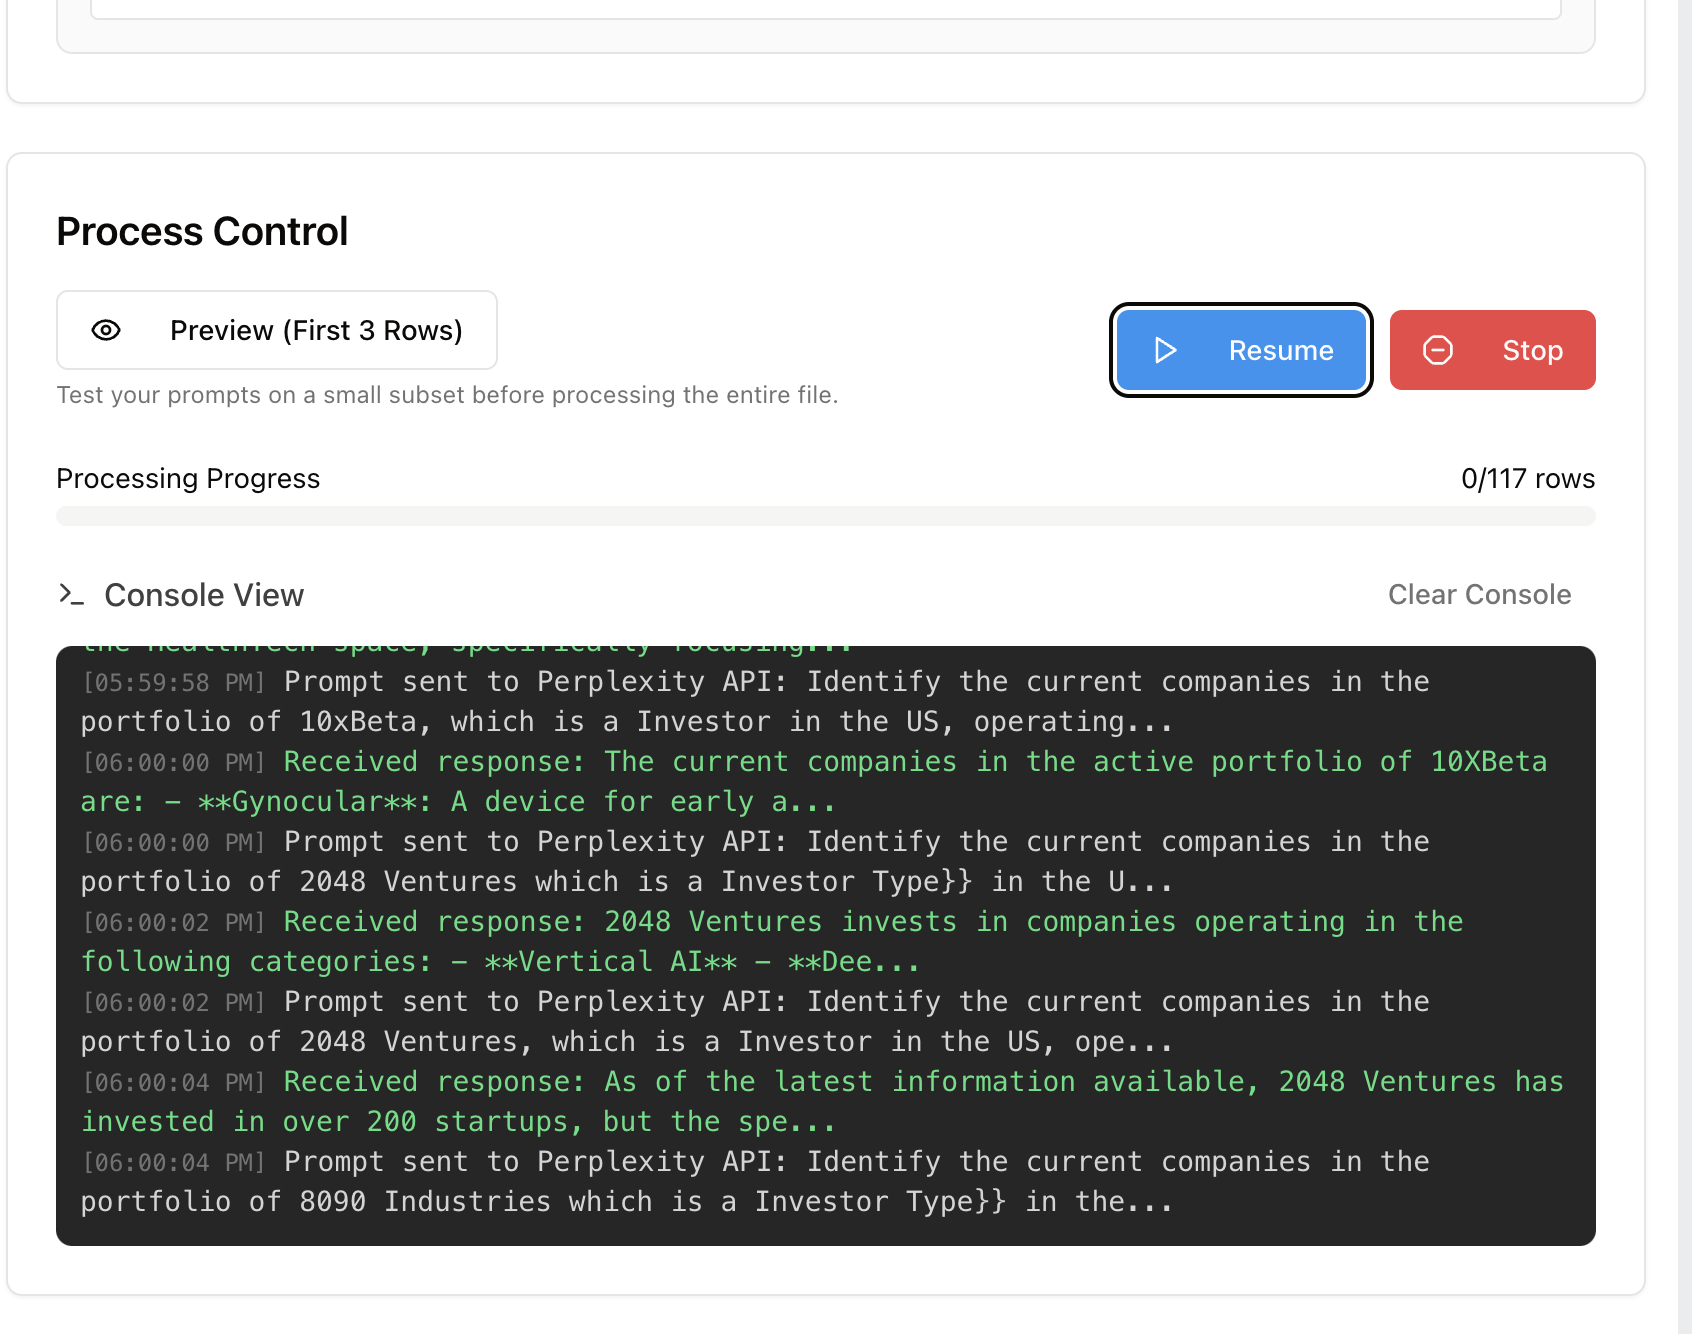 Process Control
Preview (First 3 Rows)
Resume
Stop
Test your prompts on a small subset before processing the entire file.
Processing Progress
0/117 rows
Console View
Clear Console
the HealthTech space, specifically focusing...
[05:59:58 PM] Prompt sent to Perplexity API: Identify the current companies in the
portfolio of 10xBeta, which is a Investor in the US, operating...
[06:00:00 PM] Received response: The current companies in the active portfolio of 10XBeta
are: – **Gynocular**: A device for early a...
[06:00:00 PM] Prompt sent to Perplexity API: Identify the current companies in the
portfolio of 2048 Ventures which is a Investor Type}} in the U...
[06:00:02 PM] Received response: 2048 Ventures invests in companies operating in the
following categories: – **Vertical AI** – **Dee...
[06:00:02 PM] Prompt sent to Perplexity API: Identify the current companies in the
portfolio of 2048 Ventures, which is a Investor in the US, ope...
[06:00:04 PM] Received response: As of the latest information available, 2048 Ventures has
invested in over 200 startups, but the spe...
[06:00:04 PM] Prompt sent to Perplexity API: Identify the current companies in the
portfolio of 8090 Industries which is a Investor Type}} in the...